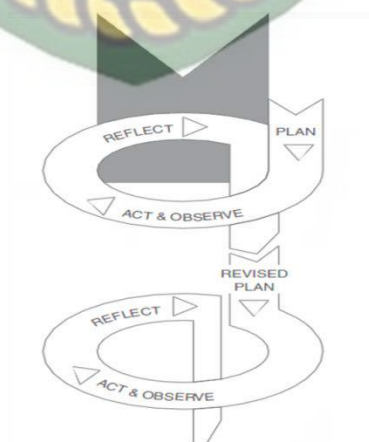 PLAN
REFLECT
ACT & OBSERVE
REVISED
PLAN
REFLECT
ACT & OBSERVE